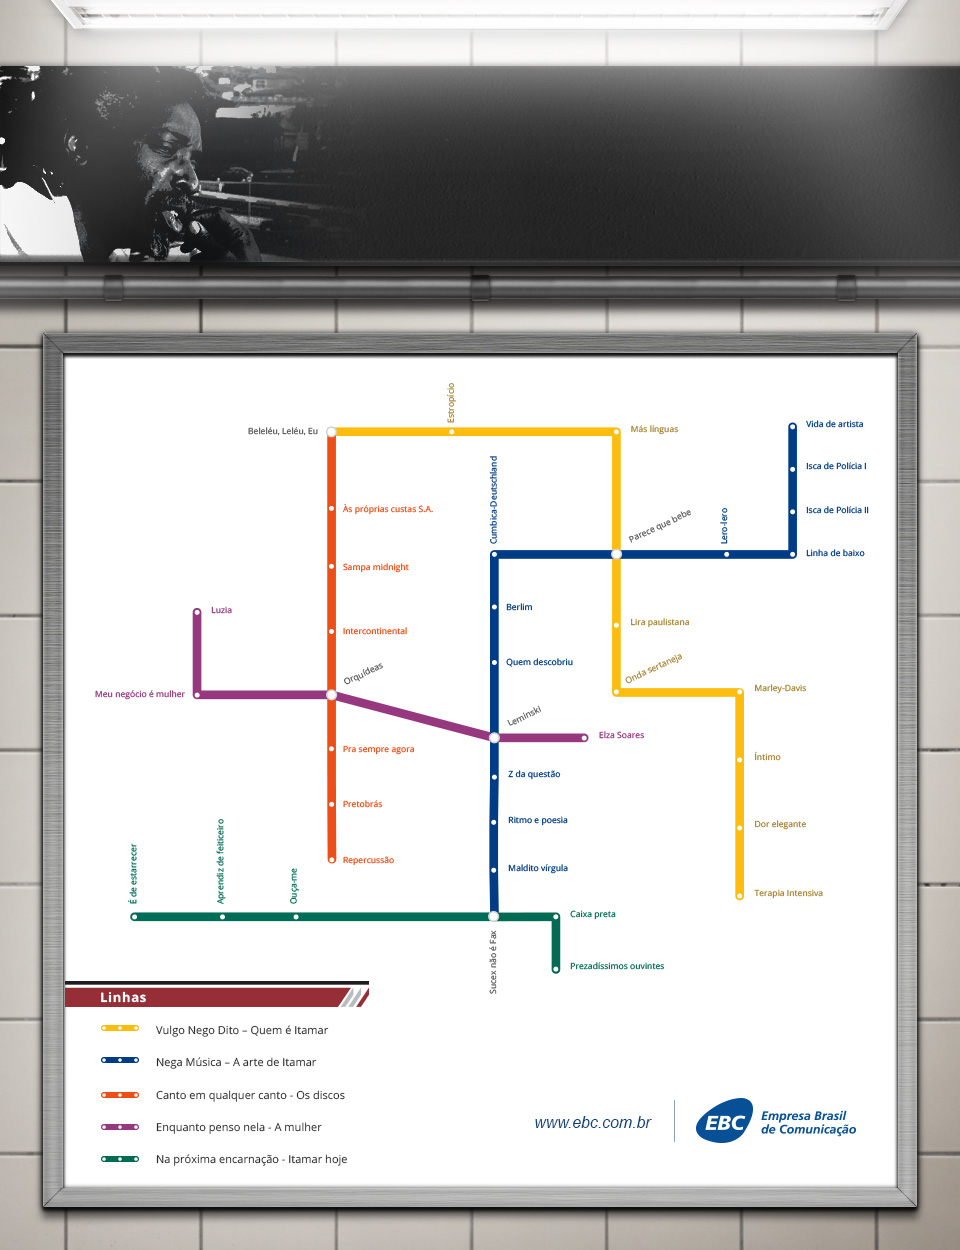 Estropício
Beleléu, Leléu, Eu
Más línguas
Vida de artista
Cumbica-Deutschland
Isca de Polícia I
Às próprias custas S.A.
Parece que bebe
Lero-lero
Isca de Polícia II
Linha de baixo
Sampa midnight
Luzia
Berlim
Intercontinental
Lira paulistana
Orquídeas
Quem descobriu
Onda sertaneja
Meu negócio é mulher
Marley-Davis
Leminski
Elza Soares
Pra sempre agora
Íntimo
Z da questão
Pretobrás
Ritmo e poesia
Dor elegante
É de estarrecer
Aprendiz de feiticeiro
Ouça-me
Repercussão
Maldito vírgula
Terapia Intensiva
Caixa preta
Sucex não é Fax
Prezadíssimos ouvintes
Linhas
Vulgo Nego Dito – Quem é Itamar
Nega Música – A arte de Itamar
Canto em qualquer canto - Os discos
Enquanto penso nela - A mulher
Na próxima encarnação - Itamar hoje
www.ebc.com.br
EBC
Empresa Brasil
de Comunicação